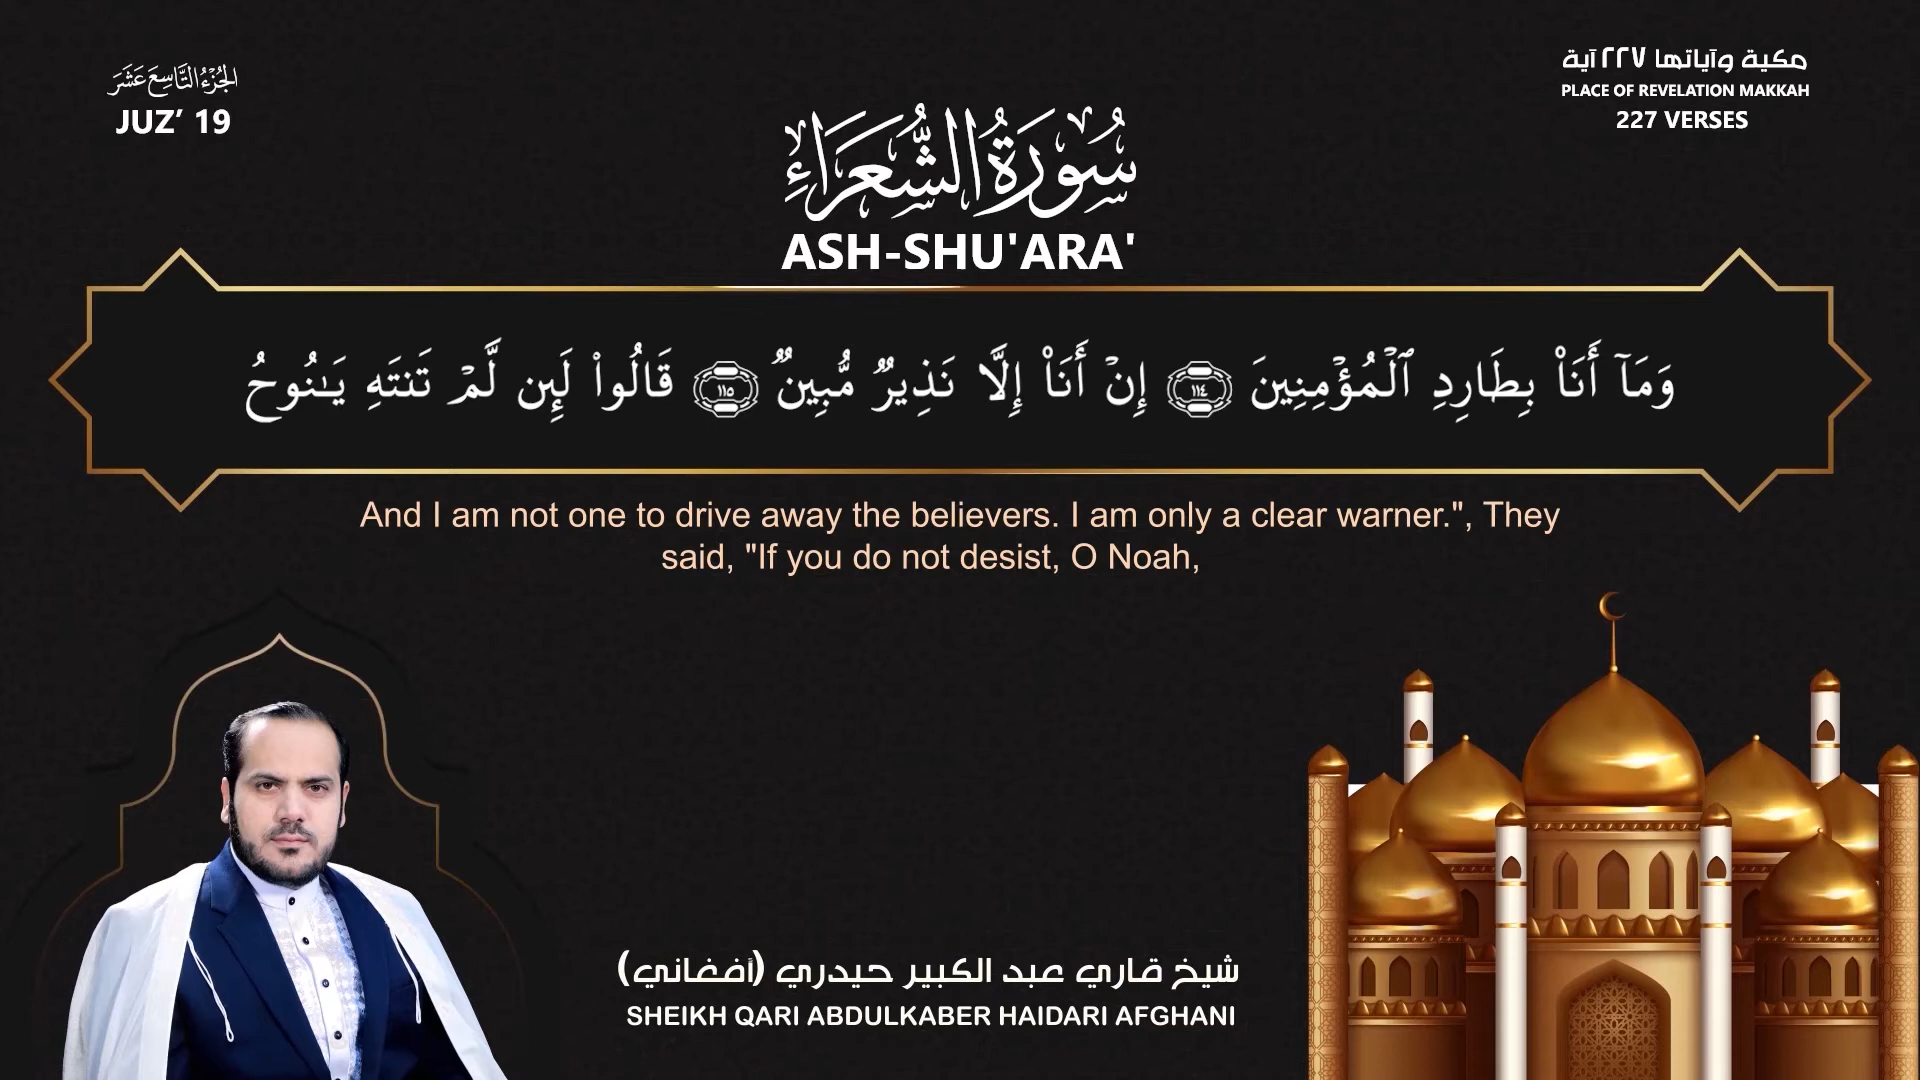 الجُزْءُ التَّاسِعَ عَشَرَ
JUZ’ 19
مكية وآياتها ٢٢٧ آية
PLACE OF REVELATION MAKKAH
227 VERSES
سُورَةُ الشُّعَرَاءِ
ASH-SHU'ARA'
وَمَآ أَنَا۠ بِطَارِدِ ٱلْمُؤْمِنِينَ ١١٤ إِنْ أَنَا۠ إِلَّا نَذِيرٌ مُّبِينٌ ١١٥ قَالُوا۟ لَئِن لَّمْ تَنتَهِ يَـٰنُوحُ
And I am not one to drive away the believers. I am only a clear warner.", They
said, "If you do not desist, O Noah,
شيخ قاري عبد الكبير حيدري (أفغاني)
SHEIKH QARI ABDULKABER HAIDARI AFGHANI